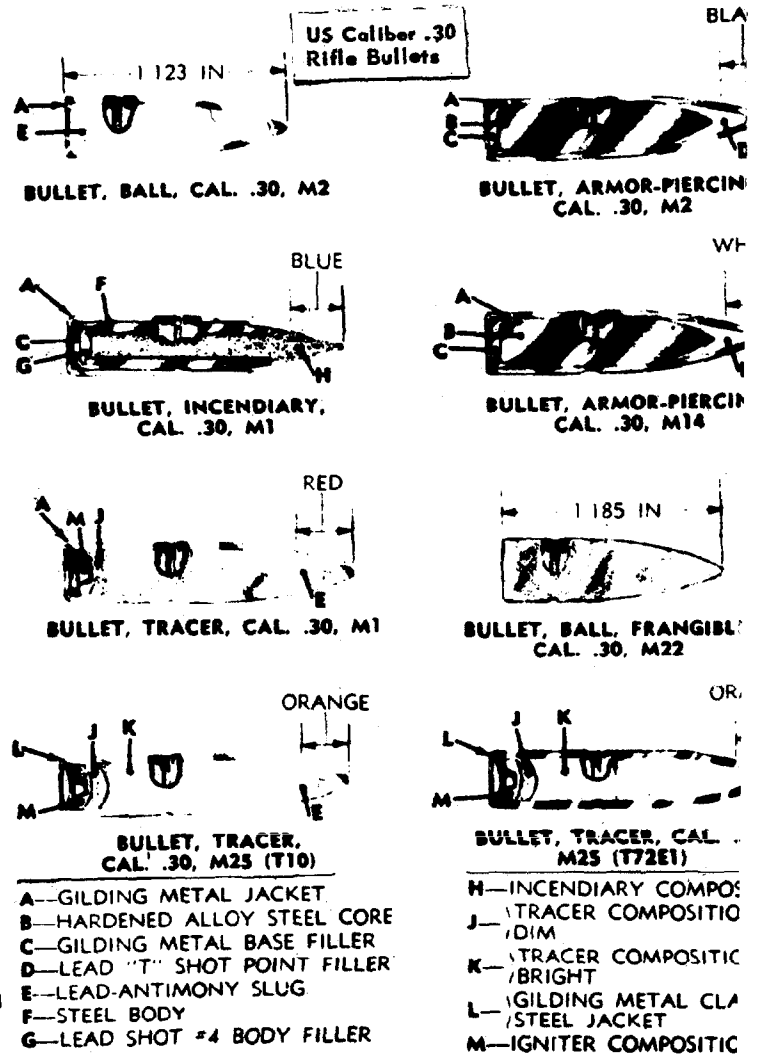 US Caliber .30
Rifle Bullets
1 123 IN
A
E
BULLET, BALL, CAL. .30, M2
BLA
A
B
C
D
BULLET, ARMOR-PIERCIN
CAL. .30, M2
BLUE
A
F
C
G
H
BULLET, INCENDIARY,
CAL. .30, M1
WH
A
B
C
BULLET, ARMOR-PIERCIN
CAL. .30, M14
RED
A
M
J
E
BULLET, TRACER, CAL. .30, M1
1 185 IN
BULLET, BALL, FRANGIBL
CAL. .30, M22
ORANGE
L
J
K
M
E
BULLET, TRACER,
CAL. .30, M25 (T10)
OR
L
J
K
M
BULLET, TRACER, CAL. .
M25 (T72E1)
A—GILDING METAL JACKET
B—HARDENED ALLOY STEEL CORE
C—GILDING METAL BASE FILLER
D—LEAD "T" SHOT POINT FILLER
E—LEAD-ANTIMONY SLUG
F—STEEL BODY
G—LEAD SHOT #4 BODY FILLER
H—INCENDIARY COMPOS
J—TRACER COMPOSITIO
DIM
K—TRACER COMPOSITIC
BRIGHT
L—GILDING METAL CLA
STEEL JACKET
M—IGNITER COMPOSITIC